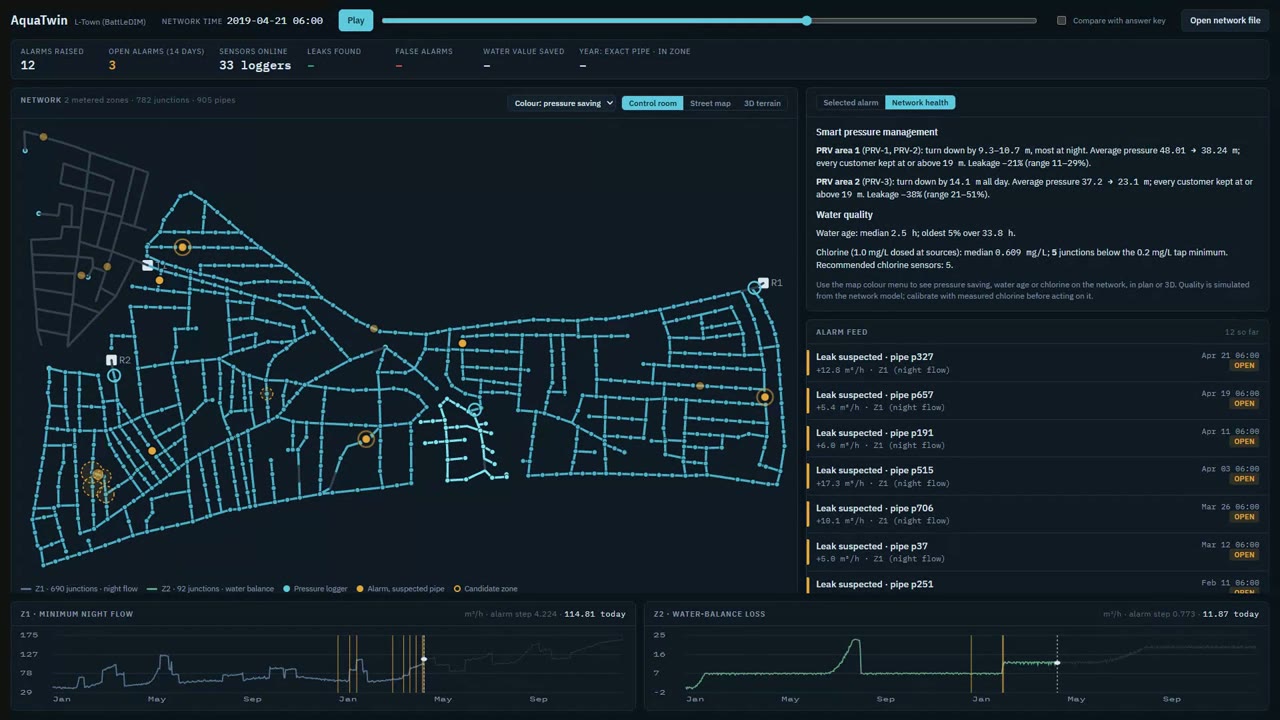 AquaTwin L-Town (BattLeDIM) NETWORK TIME 2019-04-21 06:00 Play Compare with answer key Open network file
ALARMS RAISED OPEN ALARMS (14 DAYS) SENSORS ONLINE LEAKS FOUND FALSE ALARMS WATER VALUE SAVED YEAR: EXACT PIPE · IN ZONE
12 3 33 loggers – – – –
NETWORK 2 metered zones · 782 junctions · 905 pipes Colour: pressure saving Control room Street map 3D terrain
R1
R2
Z1 · 690 junctions · night flow Z2 · 92 junctions · water balance Pressure logger Alarm, suspected pipe Candidate zone
Selected alarm Network health
Smart pressure management
PRV area 1 (PRV-1, PRV-2): turn down by 9.3–10.7 m, most at night. Average pressure 48.01 → 38.24 m;
every customer kept at or above 19 m. Leakage −21% (range 11–29%).
PRV area 2 (PRV-3): turn down by 14.1 m all day. Average pressure 37.2 → 23.1 m; every customer kept at or
above 19 m. Leakage −38% (range 21–51%).
Water quality
Water age: median 2.5 h; oldest 5% over 33.8 h.
Chlorine (1.0 mg/L dosed at sources): median 0.609 mg/L; 5 junctions below the 0.2 mg/L tap minimum.
Recommended chlorine sensors: 5.
Use the map colour menu to see pressure saving, water age or chlorine on the network, in plan or 3D. Quality is simulated
from the network model; calibrate with measured chlorine before acting on it.
ALARM FEED 12 so far
Leak suspected · pipe p327 Apr 21 06:00
+12.8 m³/h · Z1 (night flow) OPEN
Leak suspected · pipe p657 Apr 19 06:00
+5.4 m³/h · Z1 (night flow) OPEN
Leak suspected · pipe p191 Apr 11 06:00
+6.0 m³/h · Z1 (night flow) OPEN
Leak suspected · pipe p515 Apr 03 06:00
+17.3 m³/h · Z1 (night flow) OPEN
Leak suspected · pipe p706 Mar 26 06:00
+10.1 m³/h · Z1 (night flow) OPEN
Leak suspected · pipe p37 Mar 12 06:00
+5.0 m³/h · Z1 (night flow) OPEN
Leak suspected · pipe p251 Feb 11 06:00
OPEN
Z1 · MINIMUM NIGHT FLOW m³/h · alarm step 4.224 · 114.81 today
175
127
78
29
Jan May Sep Jan May Sep
Z2 · WATER-BALANCE LOSS m³/h · alarm step 0.773 · 11.87 today
25
16
7
-2
Jan May Sep Jan May Sep